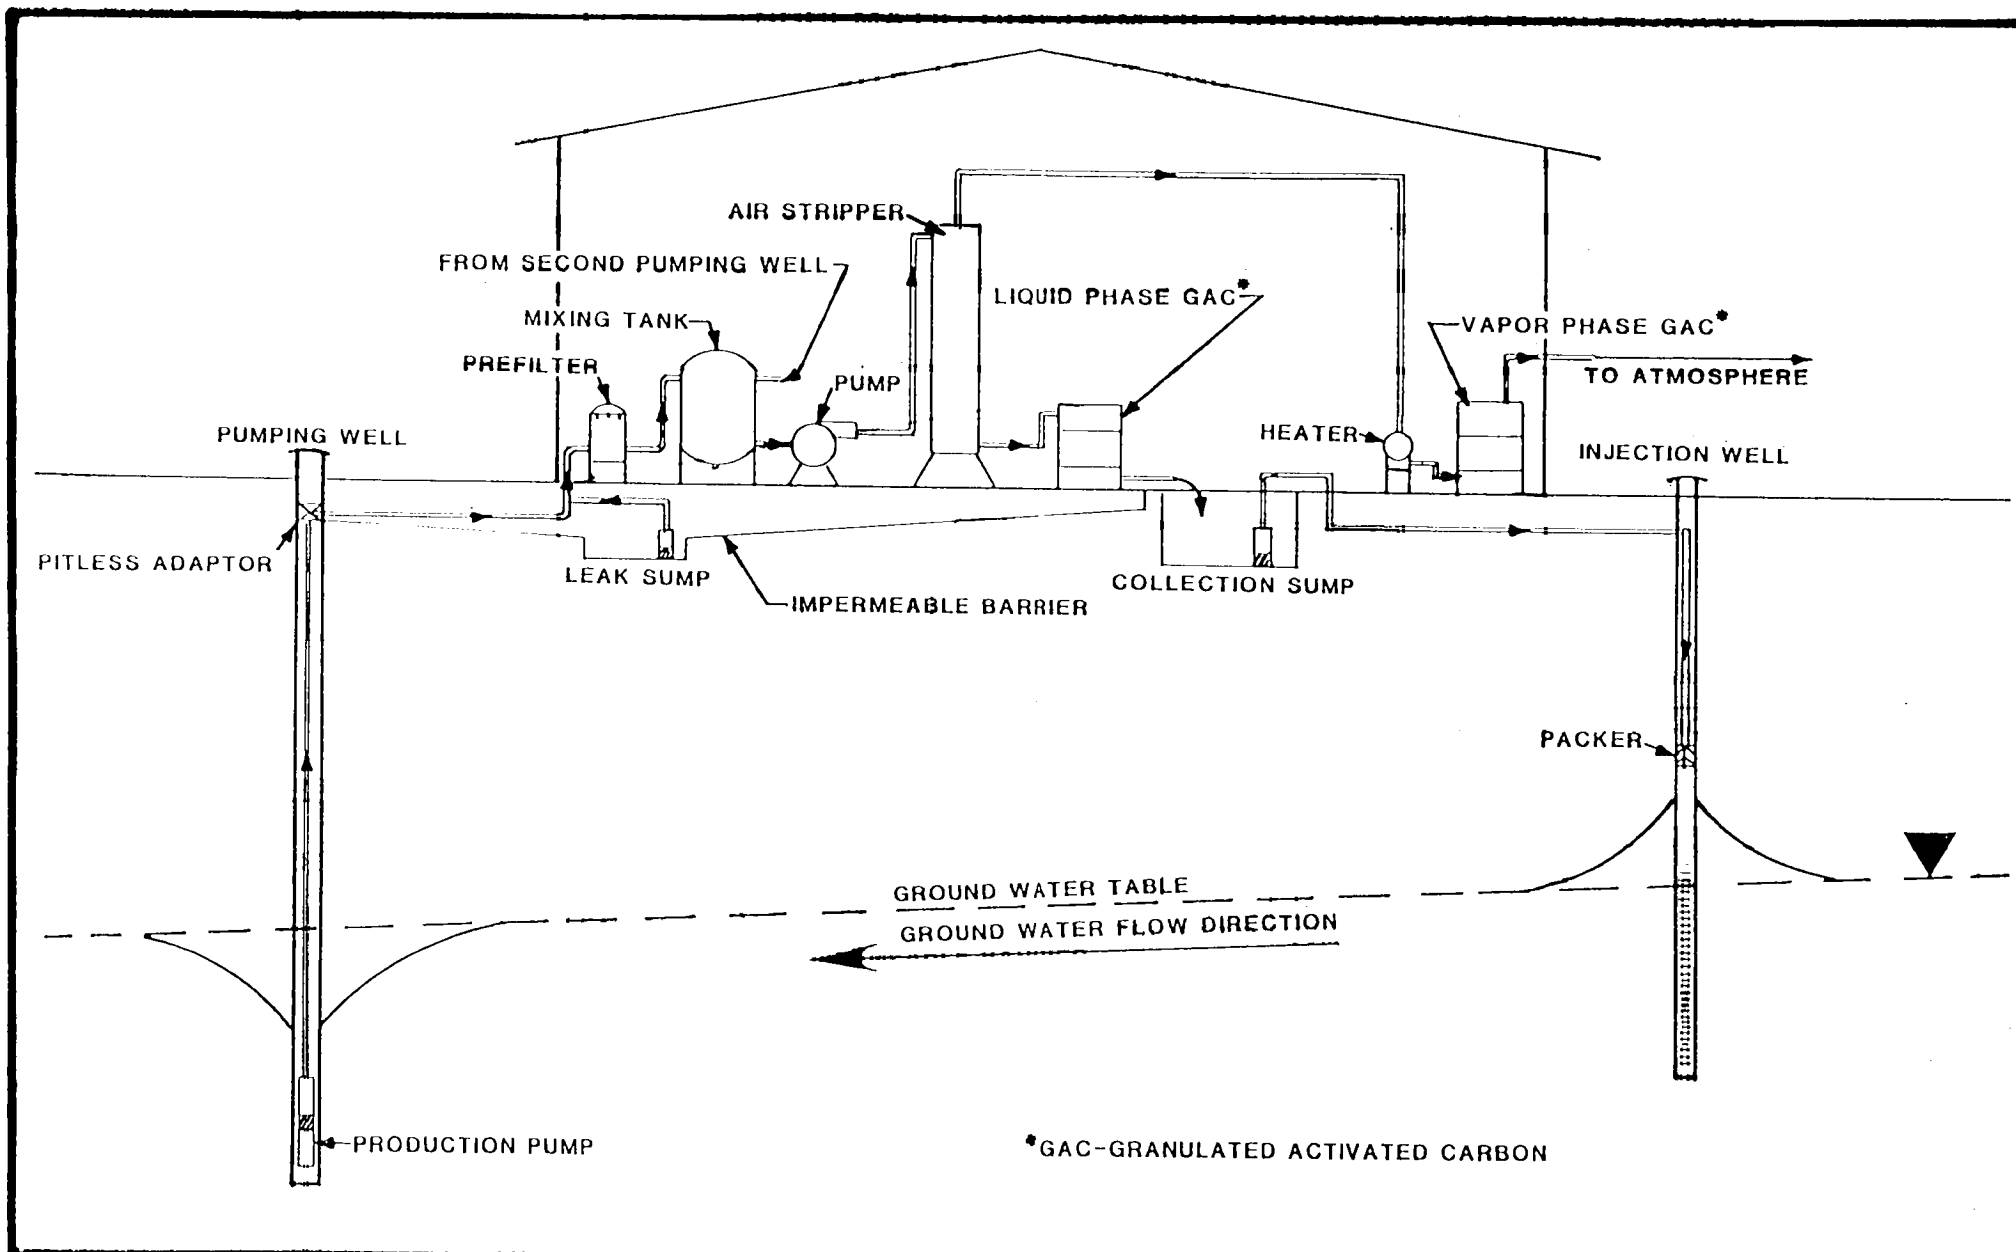 AIR STRIPPER
FROM SECOND PUMPING WELL
LIQUID PHASE GAC*
MIXING TANK
VAPOR PHASE GAC*
PREFILTER
PUMP
TO ATMOSPHERE
PUMPING WELL
HEATER
INJECTION WELL
PITLESS ADAPTOR
LEAK SUMP
COLLECTION SUMP
IMPERMEABLE BARRIER
PACKER
GROUND WATER TABLE
GROUND WATER FLOW DIRECTION
PRODUCTION PUMP
*GAC-GRANULATED ACTIVATED CARBON